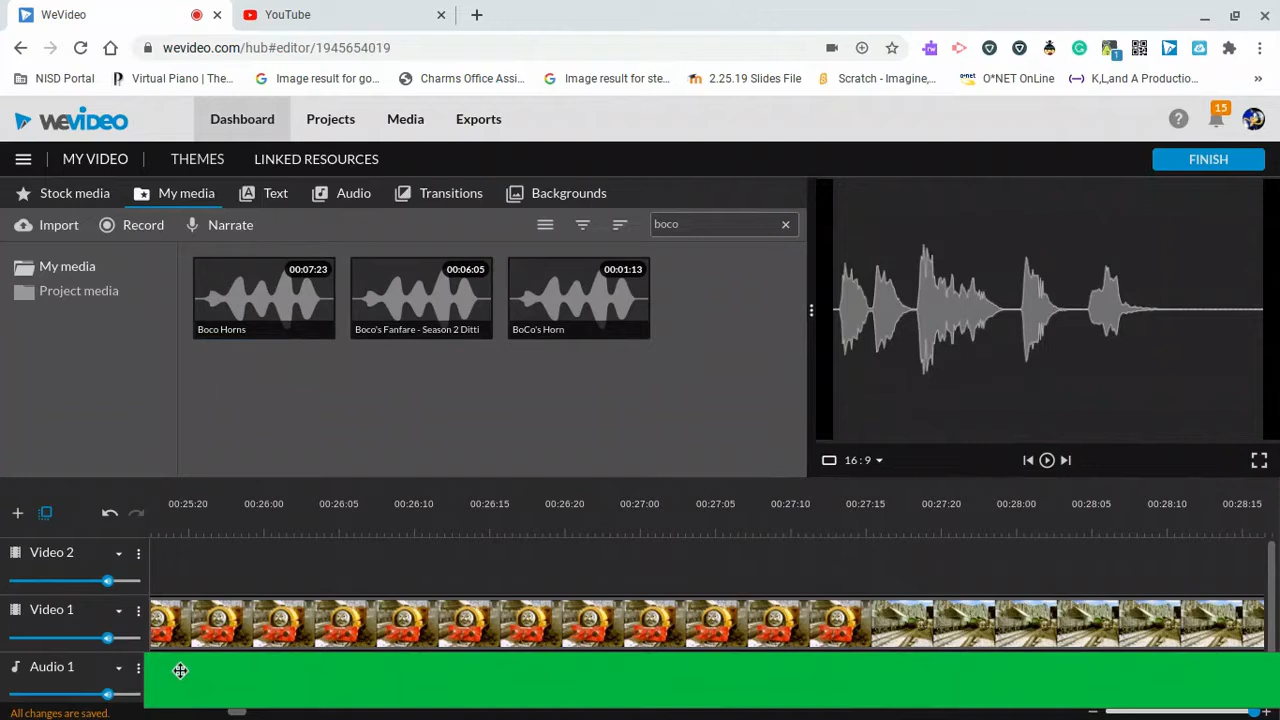 WeVideo
YouTube
wevideo.com/hub#editor/1945654019
NISD Portal
Virtual Piano | The...
Image result for go...
Charms Office Assi...
Image result for ste...
2.25.19 Slides File
Scratch - Imagine,...
O*NET OnLine
K,Land A Productio...
wevideo
Dashboard
Projects
Media
Exports
15
MY VIDEO
THEMES
LINKED RESOURCES
FINISH
Stock media
My media
Text
Audio
Transitions
Backgrounds
Import
Record
Narrate
boco
My media
Project media
00:07:23
00:06:05
00:01:13
Boco Horns
Boco's Fanfare - Season 2 Ditti
BoCo's Horn
16:9
00:25:20
00:26:00
00:26:05
00:26:10
00:26:15
00:26:20
00:27:00
00:27:05
00:27:10
00:27:15
00:27:20
00:28:00
00:28:05
00:28:10
00:28:15
Video 2
Video 1
Audio 1
All changes are saved.